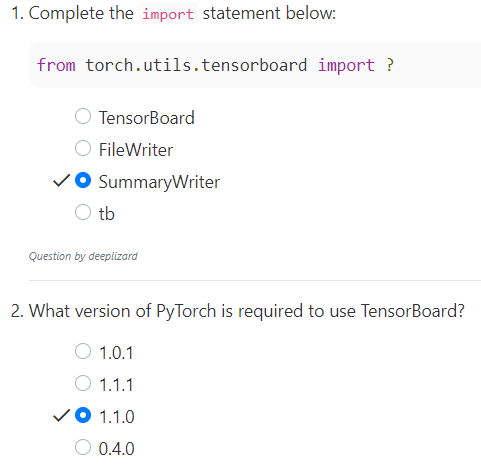 1. Complete the import statement below:
from torch.utils.tensorboard import ?
TensorBoard
FileWriter
SummaryWriter
tb
Question by deeplizard
2. What version of PyTorch is required to use TensorBoard?
1.0.1
1.1.1
1.1.0
0.4.0